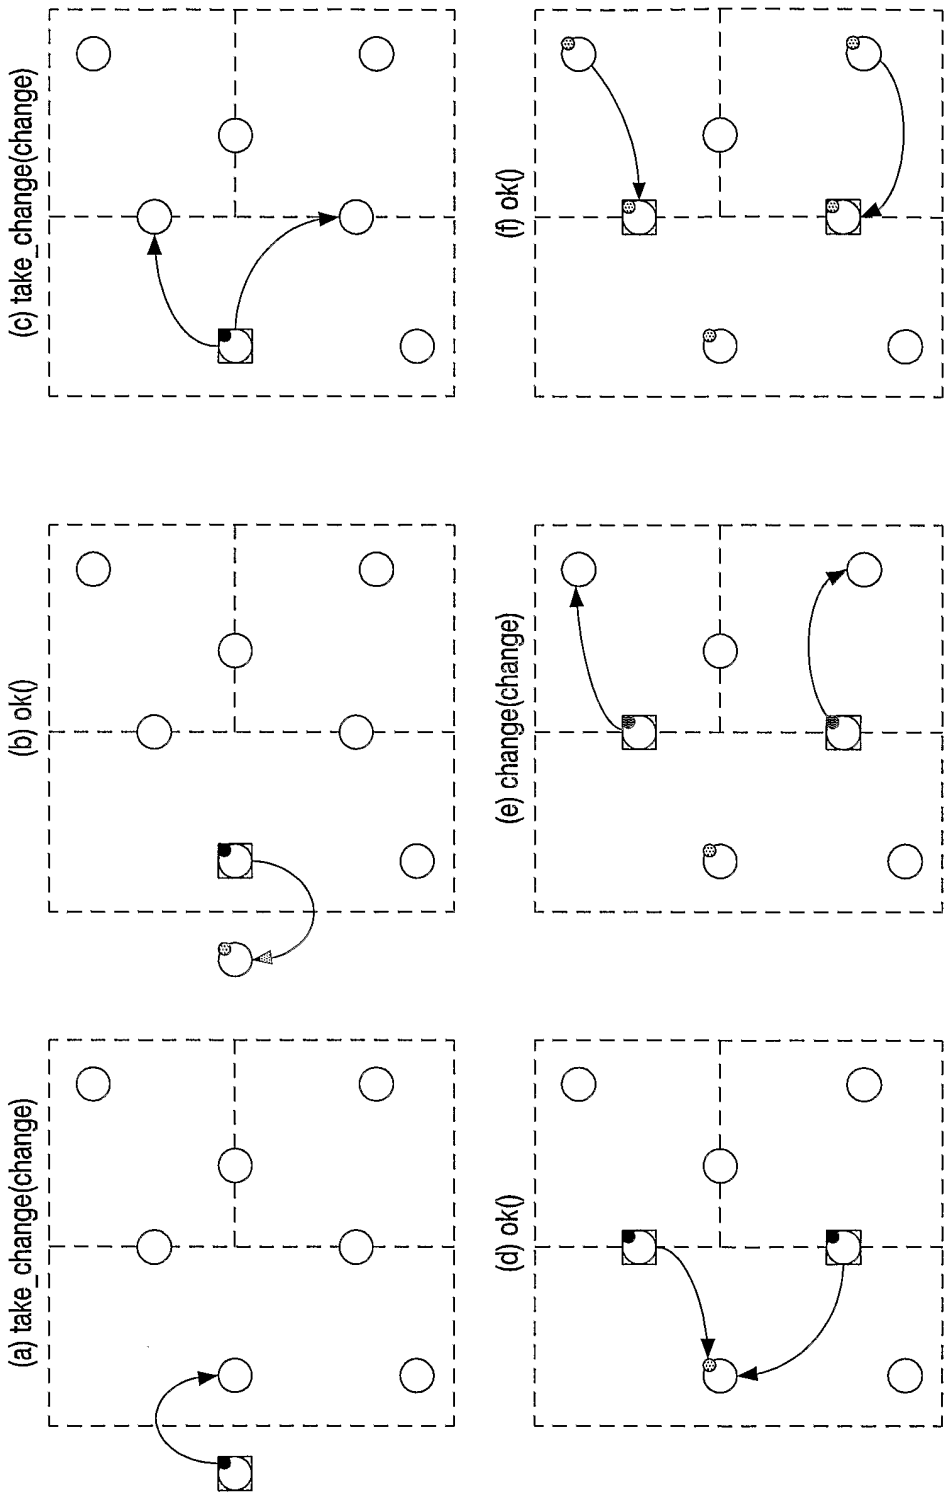 (a) take_change(change)
(b) ok()
(c) take_change(change)
(d) ok()
(e) change(change)
(f) ok()